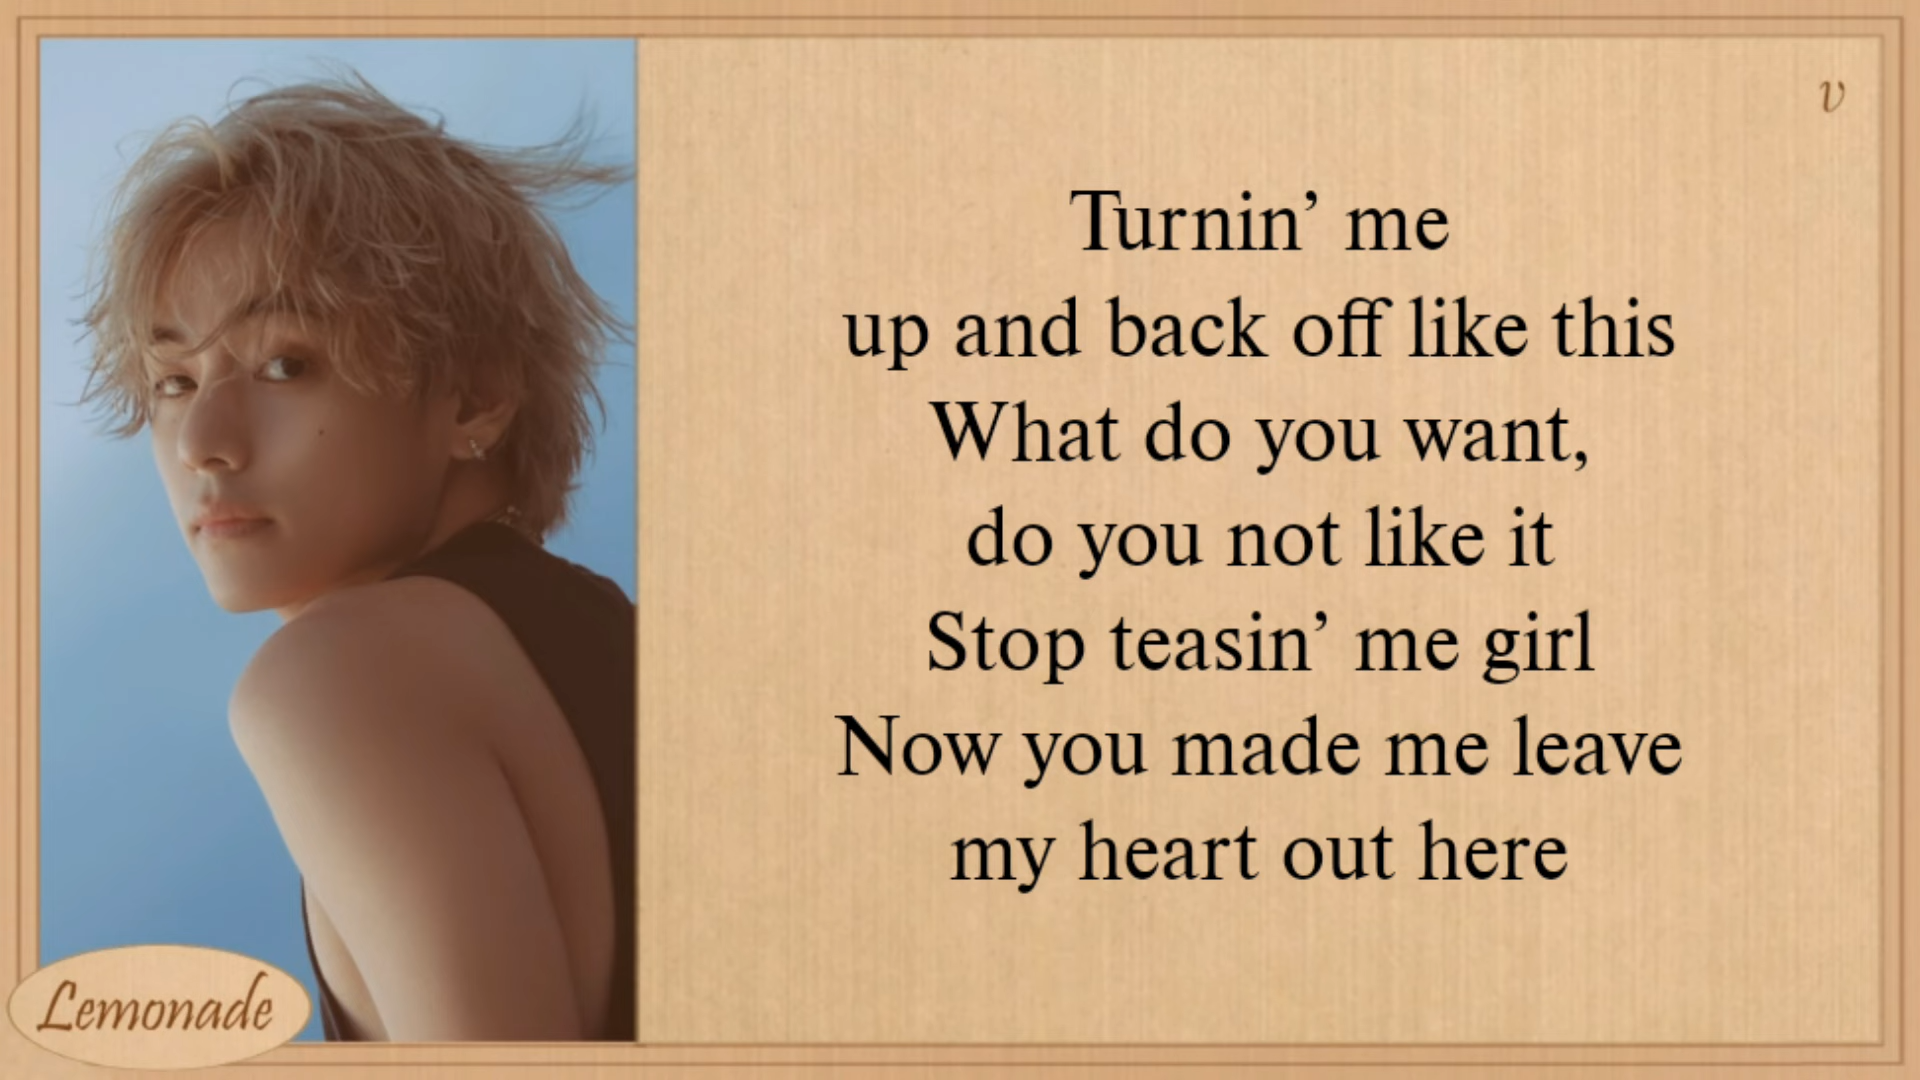 v
Turnin’ me
up and back off like this
What do you want,
do you not like it
Stop teasin’ me girl
Now you made me leave
my heart out here
Lemonade